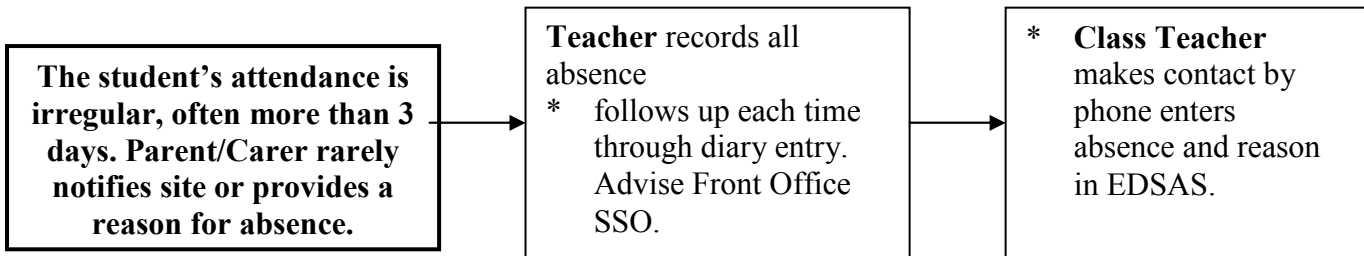 The student’s attendance is
irregular, often more than 3
days. Parent/Carer rarely
notifies site or provides a
reason for absence.
Teacher records all
absence
* follows up each time
through diary entry.
Advise Front Office
SSO.
* Class Teacher
makes contact by
phone enters
absence and reason
in EDSAS.